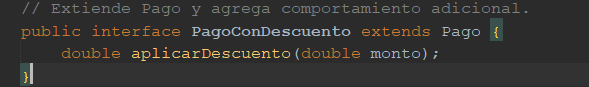 // Extiende Pago y agrega comportamiento adicional.
public interface PagoConDescuento extends Pago {
    double aplicarDescuento(double monto);
}